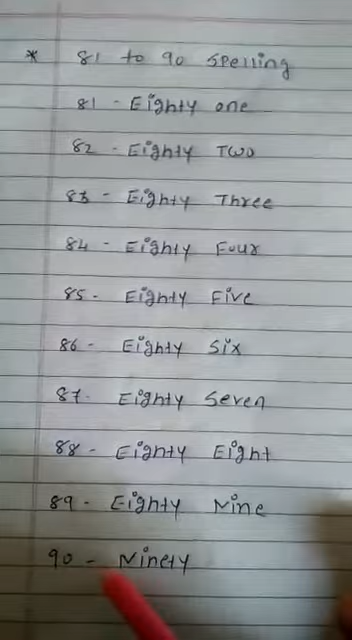 * 81 to 90 Spelling
81 - Eighty one
82 - Eighty Two
83 - Eighty Three
84 - Eighty Four
85 - Eighty Five
86 - Eighty Six
87 - Eighty Seven
88 - Eighty Eight
89 - Eighty Nine
90 - Ninety